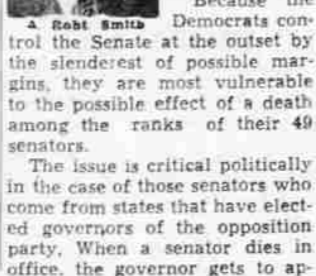 Because the
A. Robt Smith
Democrats con-
trol the Senate at the outset by
the slenderest of possible mar-
gins, they are most vulnerable
to the possible effect of a death
among the ranks of their 49
senators.
The issue is critical politically
in the case of those senators who
come from states that have elect-
ed governors of the opposition
party. When a senator dies in
office, the governor gets to ap-